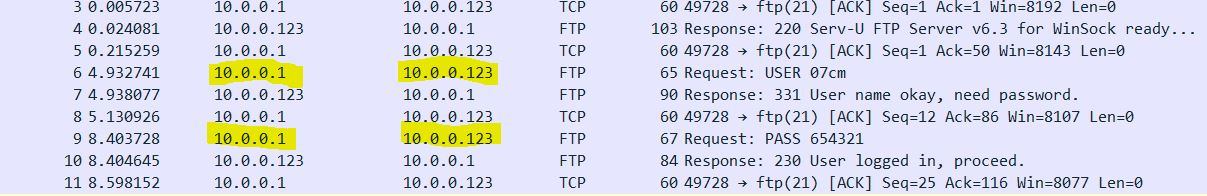 3 0.005723 10.0.0.1 10.0.0.123 TCP 60 49728 → ftp(21) [ACK] Seq=1 Ack=1 Win=8192 Len=0
4 0.024081 10.0.0.123 10.0.0.1 FTP 103 Response: 220 Serv-U FTP Server v6.3 for WinSock ready...
5 0.215259 10.0.0.1 10.0.0.123 TCP 60 49728 → ftp(21) [ACK] Seq=1 Ack=50 Win=8143 Len=0
6 4.932741 10.0.0.1 10.0.0.123 FTP 65 Request: USER 07cm
7 4.938077 10.0.0.123 10.0.0.1 FTP 90 Response: 331 User name okay, need password.
8 5.130926 10.0.0.1 10.0.0.123 TCP 60 49728 → ftp(21) [ACK] Seq=12 Ack=86 Win=8107 Len=0
9 8.403728 10.0.0.1 10.0.0.123 FTP 67 Request: PASS 654321
10 8.404645 10.0.0.123 10.0.0.1 FTP 84 Response: 230 User logged in, proceed.
11 8.598152 10.0.0.1 10.0.0.123 TCP 60 49728 → ftp(21) [ACK] Seq=25 Ack=116 Win=8077 Len=0